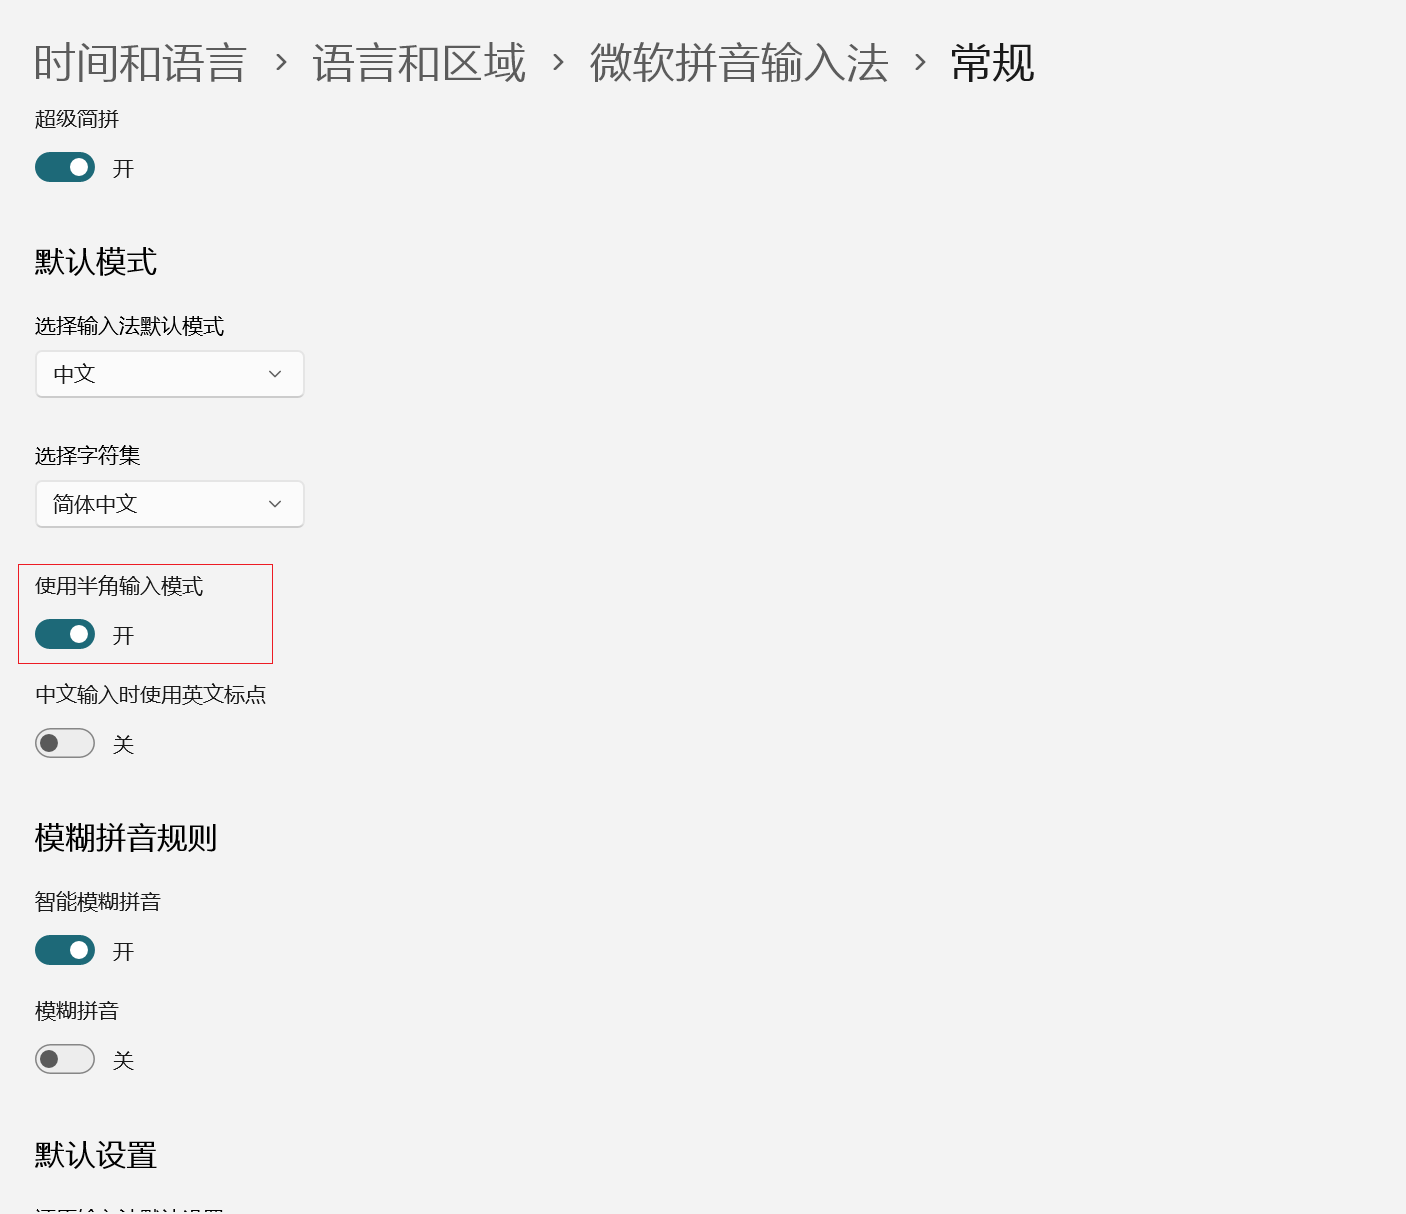 时间和语言 › 语言和区域 › 微软拼音输入法 › 常规
超级简拼
开
默认模式
选择输入法默认模式
中文
选择字符集
简体中文
使用半角输入模式
开
中文输入时使用英文标点
关
模糊拼音规则
智能模糊拼音
开
模糊拼音
关
默认设置